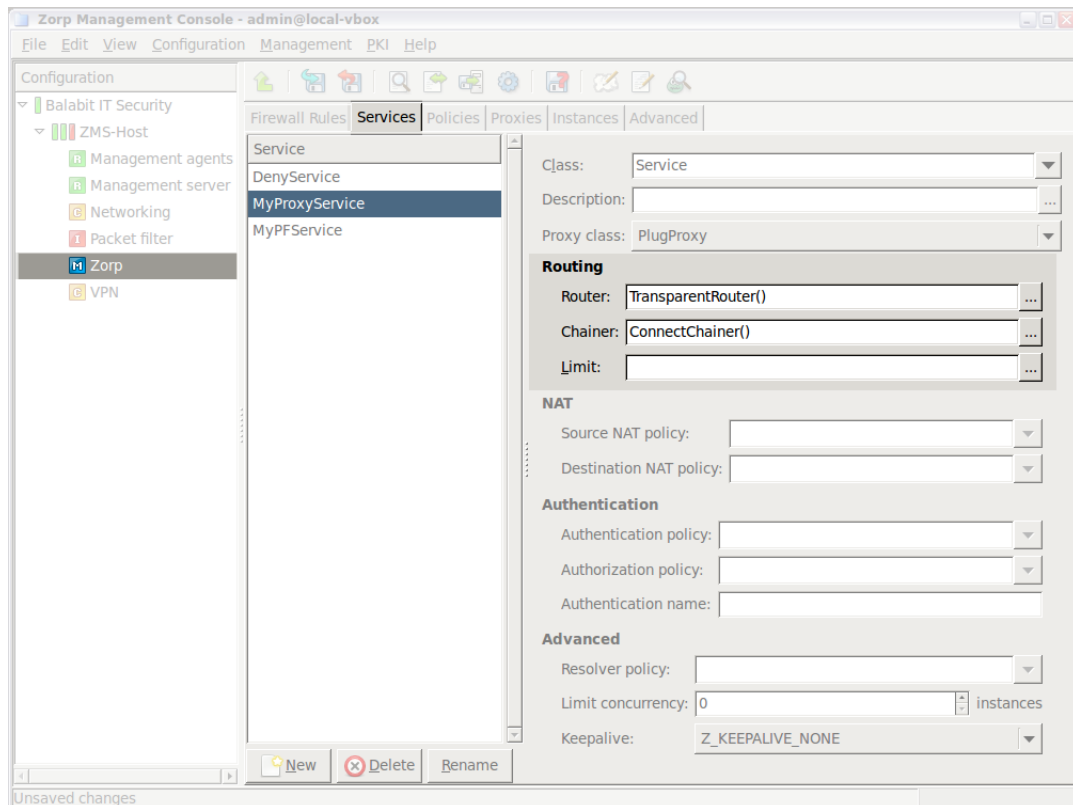 Zorp Management Console - admin@local-vbox
File Edit View Configuration Management PKI Help
Configuration
Balabit IT Security
ZMS-Host
R Management agents
R Management server
C Networking
I Packet filter
M Zorp
C VPN
Firewall Rules Services Policies Proxies Instances Advanced
Service
DenyService
MyProxyService
MyPFService
New Delete Rename
Class: Service
Description: ...
Proxy class: PlugProxy
Routing
Router: TransparentRouter() ...
Chainer: ConnectChainer() ...
Limit: ...
NAT
Source NAT policy:
Destination NAT policy:
Authentication
Authentication policy:
Authorization policy:
Authentication name:
Advanced
Resolver policy:
Limit concurrency: 0 instances
Keepalive: Z_KEEPALIVE_NONE
Unsaved changes